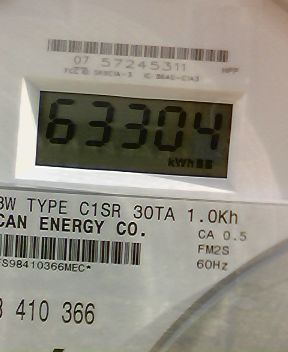 07 57245311
63304
kWh
3W TYPE C1SR 30TA 1.0Kh
CAN ENERGY CO.
CA 0.5
FM2S
60Hz
FS98410366MEC*
410 366